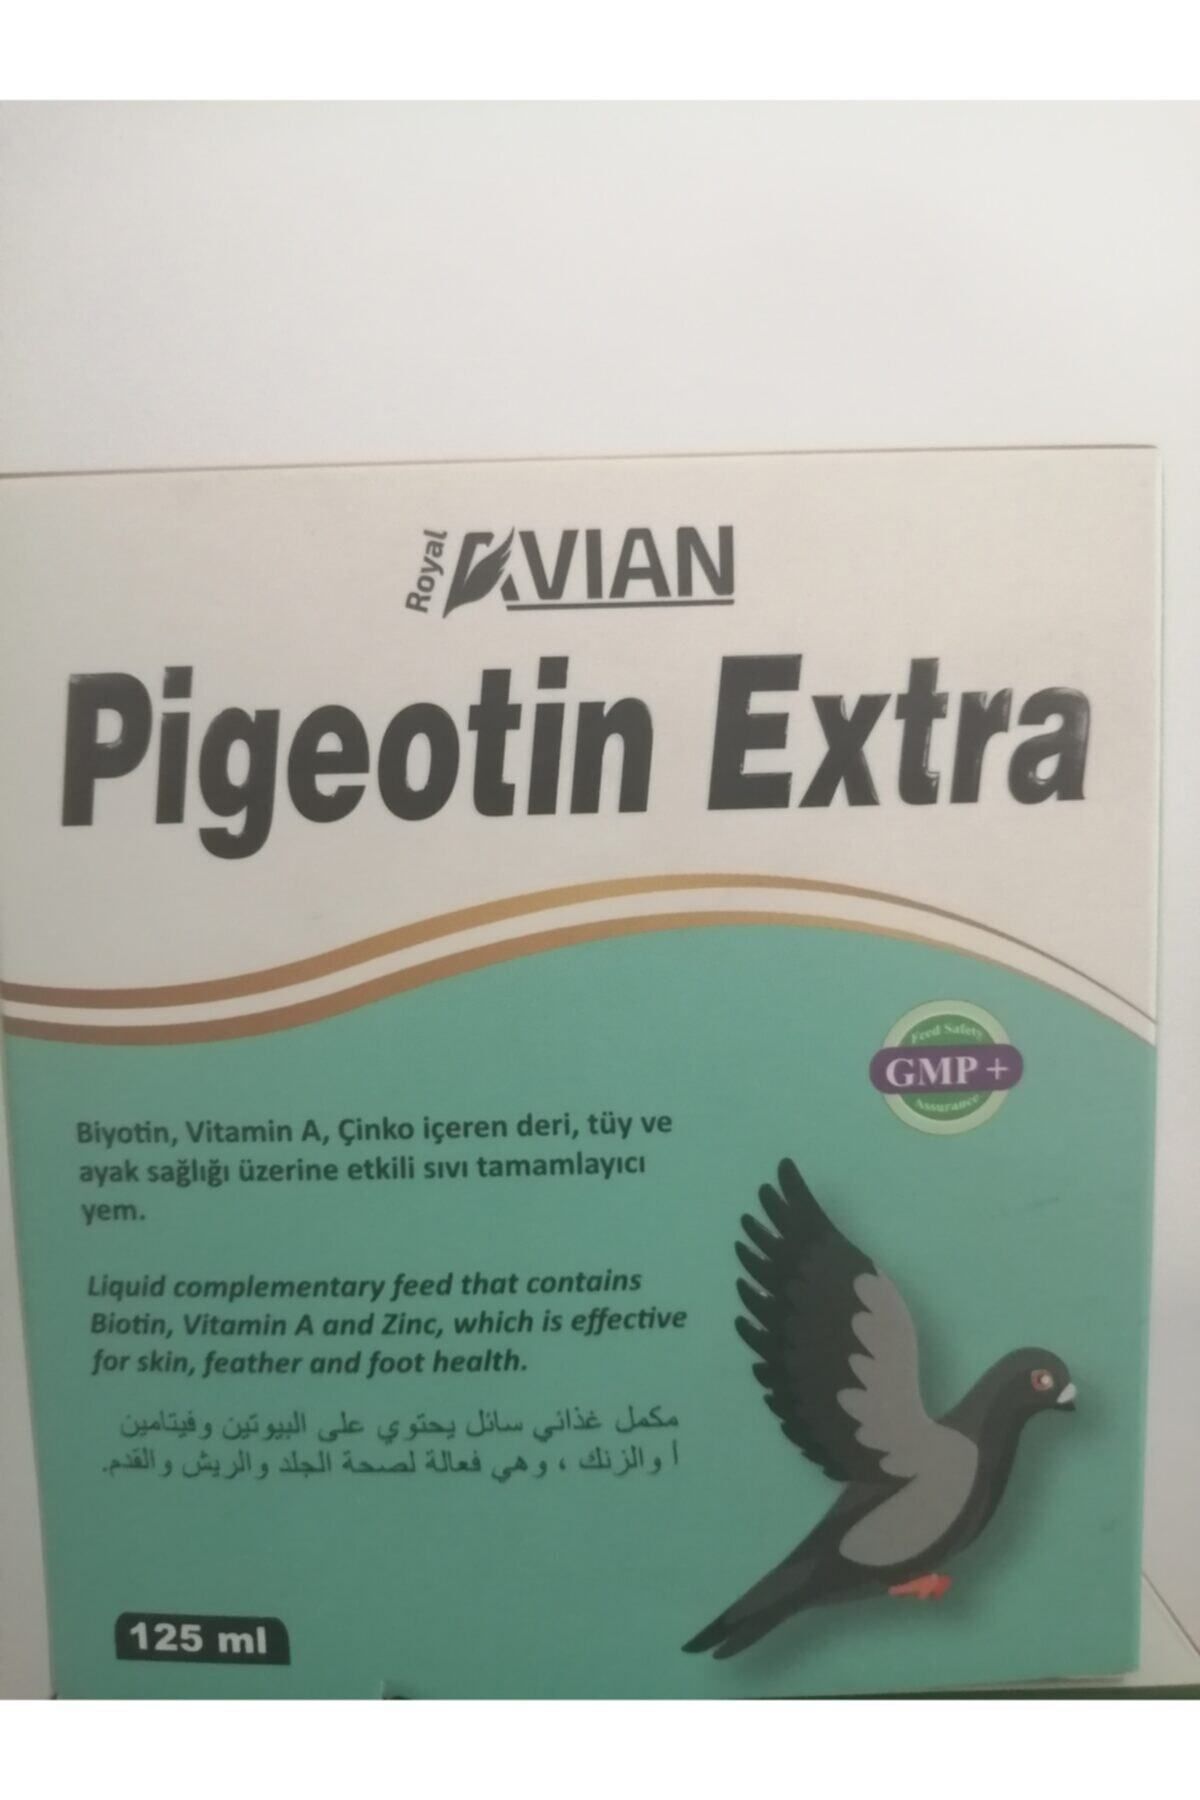 Royal AVIAN
Pigeotin Extra
Feed Safety
GMP +
Assurance
Biyotin, Vitamin A, Çinko içeren deri, tüy ve
ayak sağlığı üzerine etkili sıvı tamamlayıcı
yem.
Liquid complementary feed that contains
Biotin, Vitamin A and Zinc, which is effective
for skin, feather and foot health.
مكمل غذائي سائل يحتوي على البيوتين وفيتامين
أ والزنك ، وهي فعالة لصحة الجلد والريش والقدم.
125 ml